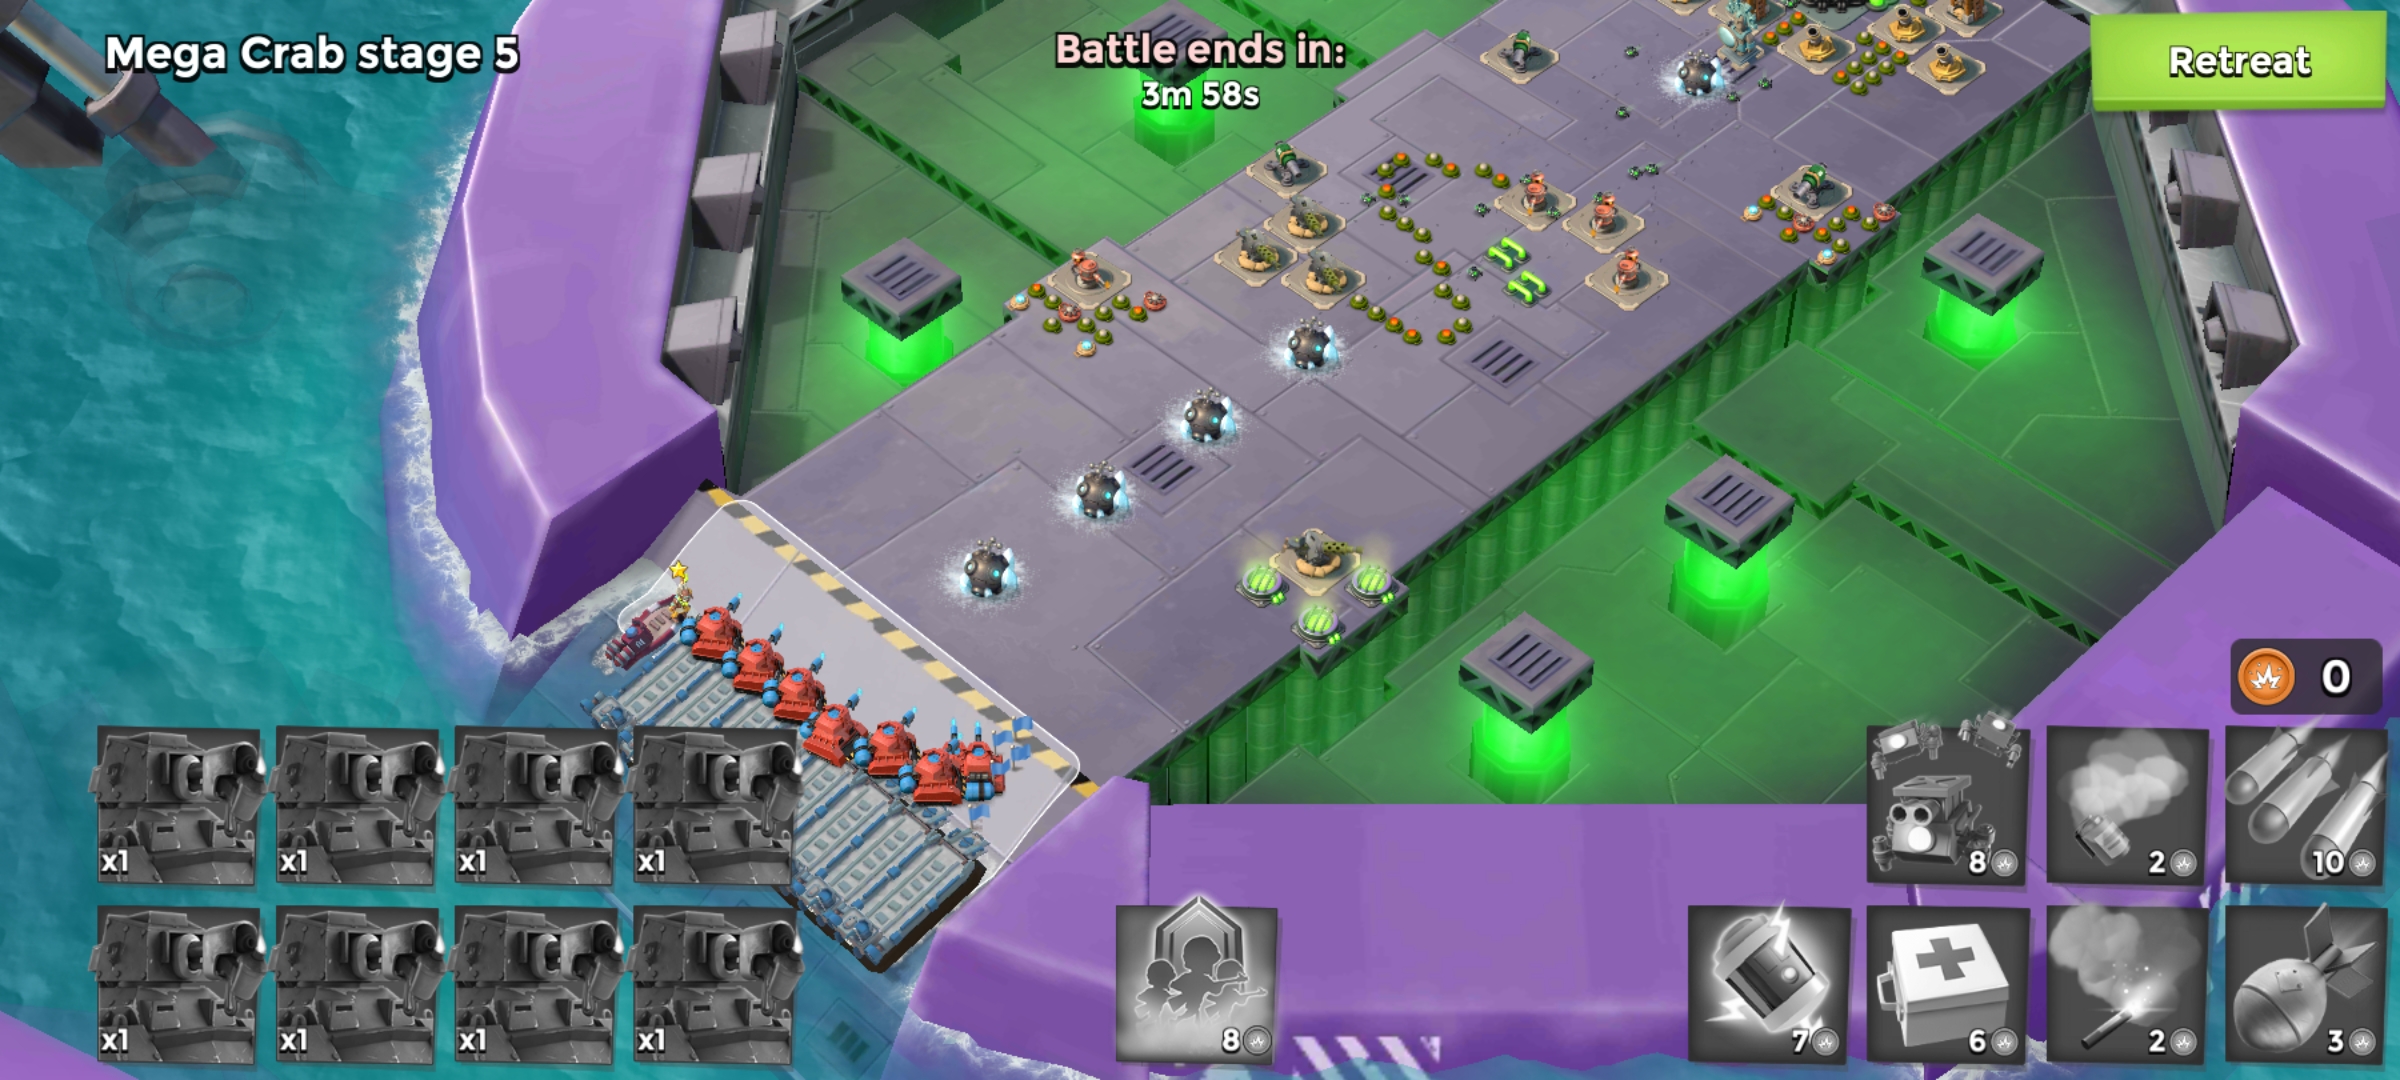 Mega Crab stage 5
Battle ends in:
3m 58s
Retreat
0
x1 x1 x1 x1
8 2 10
x1 x1 x1 x1
8 7 6 2 3